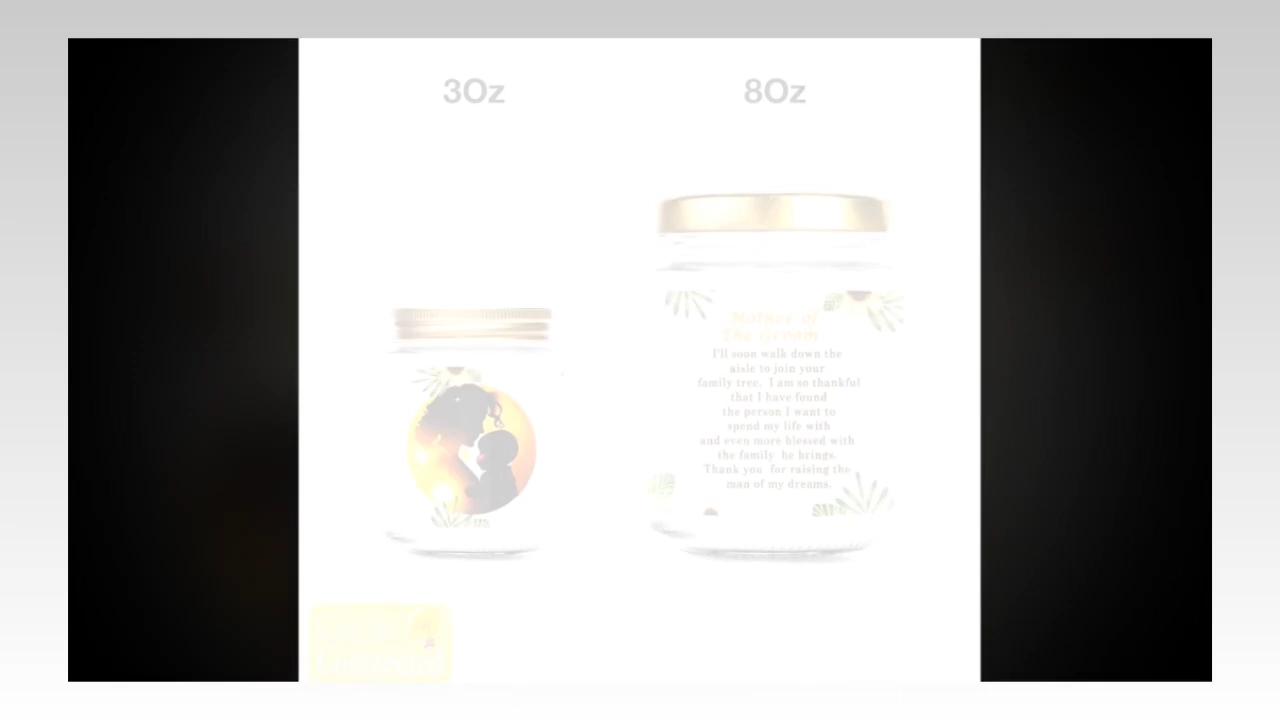 3Oz
8Oz
Mother of
The Groom
I'll soon walk down the
aisle to join your
family tree. I am so thankful
that I have found
the person I want to
spend my life with
and even more blessed with
the family he brings.
Thank you for raising the
man of my dreams.